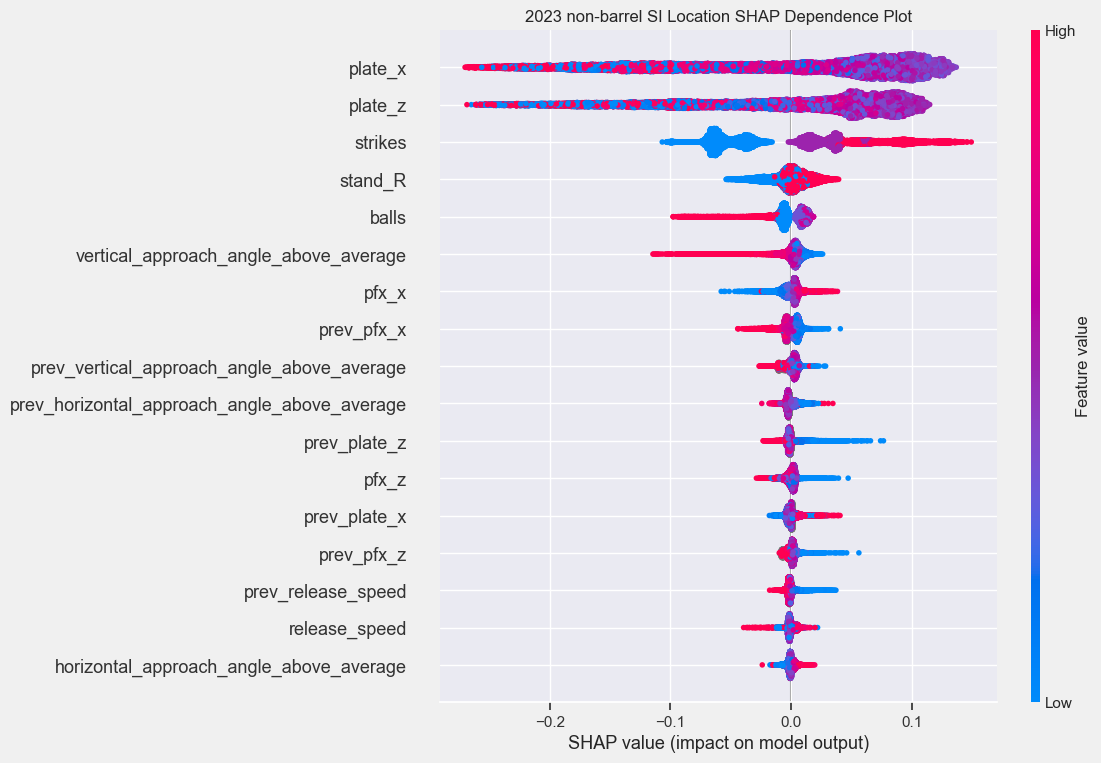 2023 non-barrel SI Location SHAP Dependence Plot
High
plate_x
plate_z
strikes
stand_R
balls
vertical_approach_angle_above_average
pfx_x
prev_pfx_x
prev_vertical_approach_angle_above_average
prev_horizontal_approach_angle_above_average
prev_plate_z
pfx_z
prev_plate_x
prev_pfx_z
prev_release_speed
release_speed
horizontal_approach_angle_above_average
Feature value
Low
−0.2 −0.1 0.0 0.1
SHAP value (impact on model output)